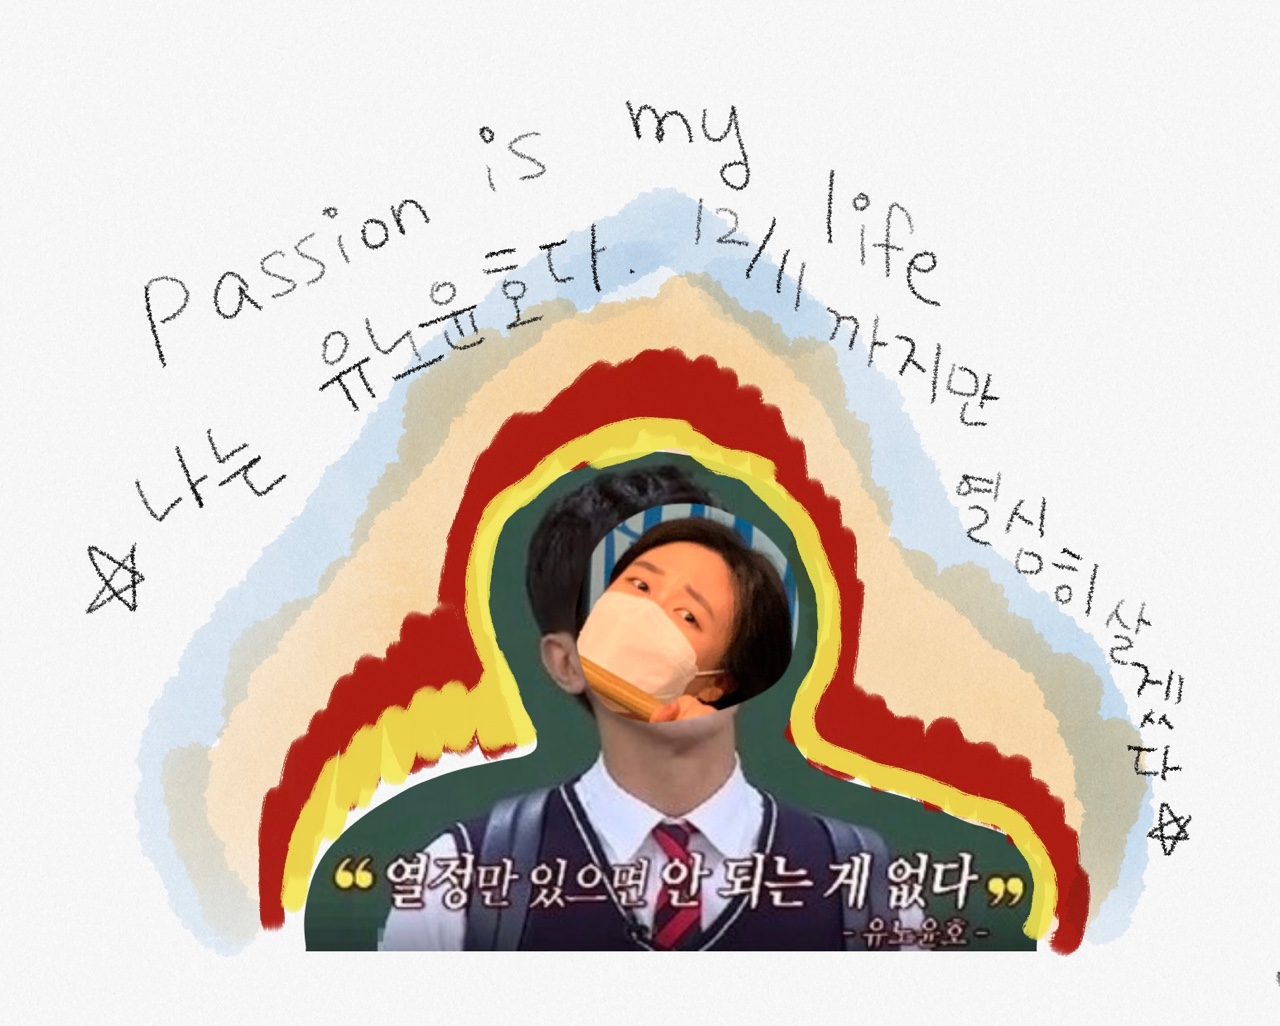 Passion is my life
☆ 나는 유노윤호다. 12/11 까지만 열심히 살겠다 ☆
“ 열정만 있으면 안 되는 게 없다 ”
- 유노윤호 -